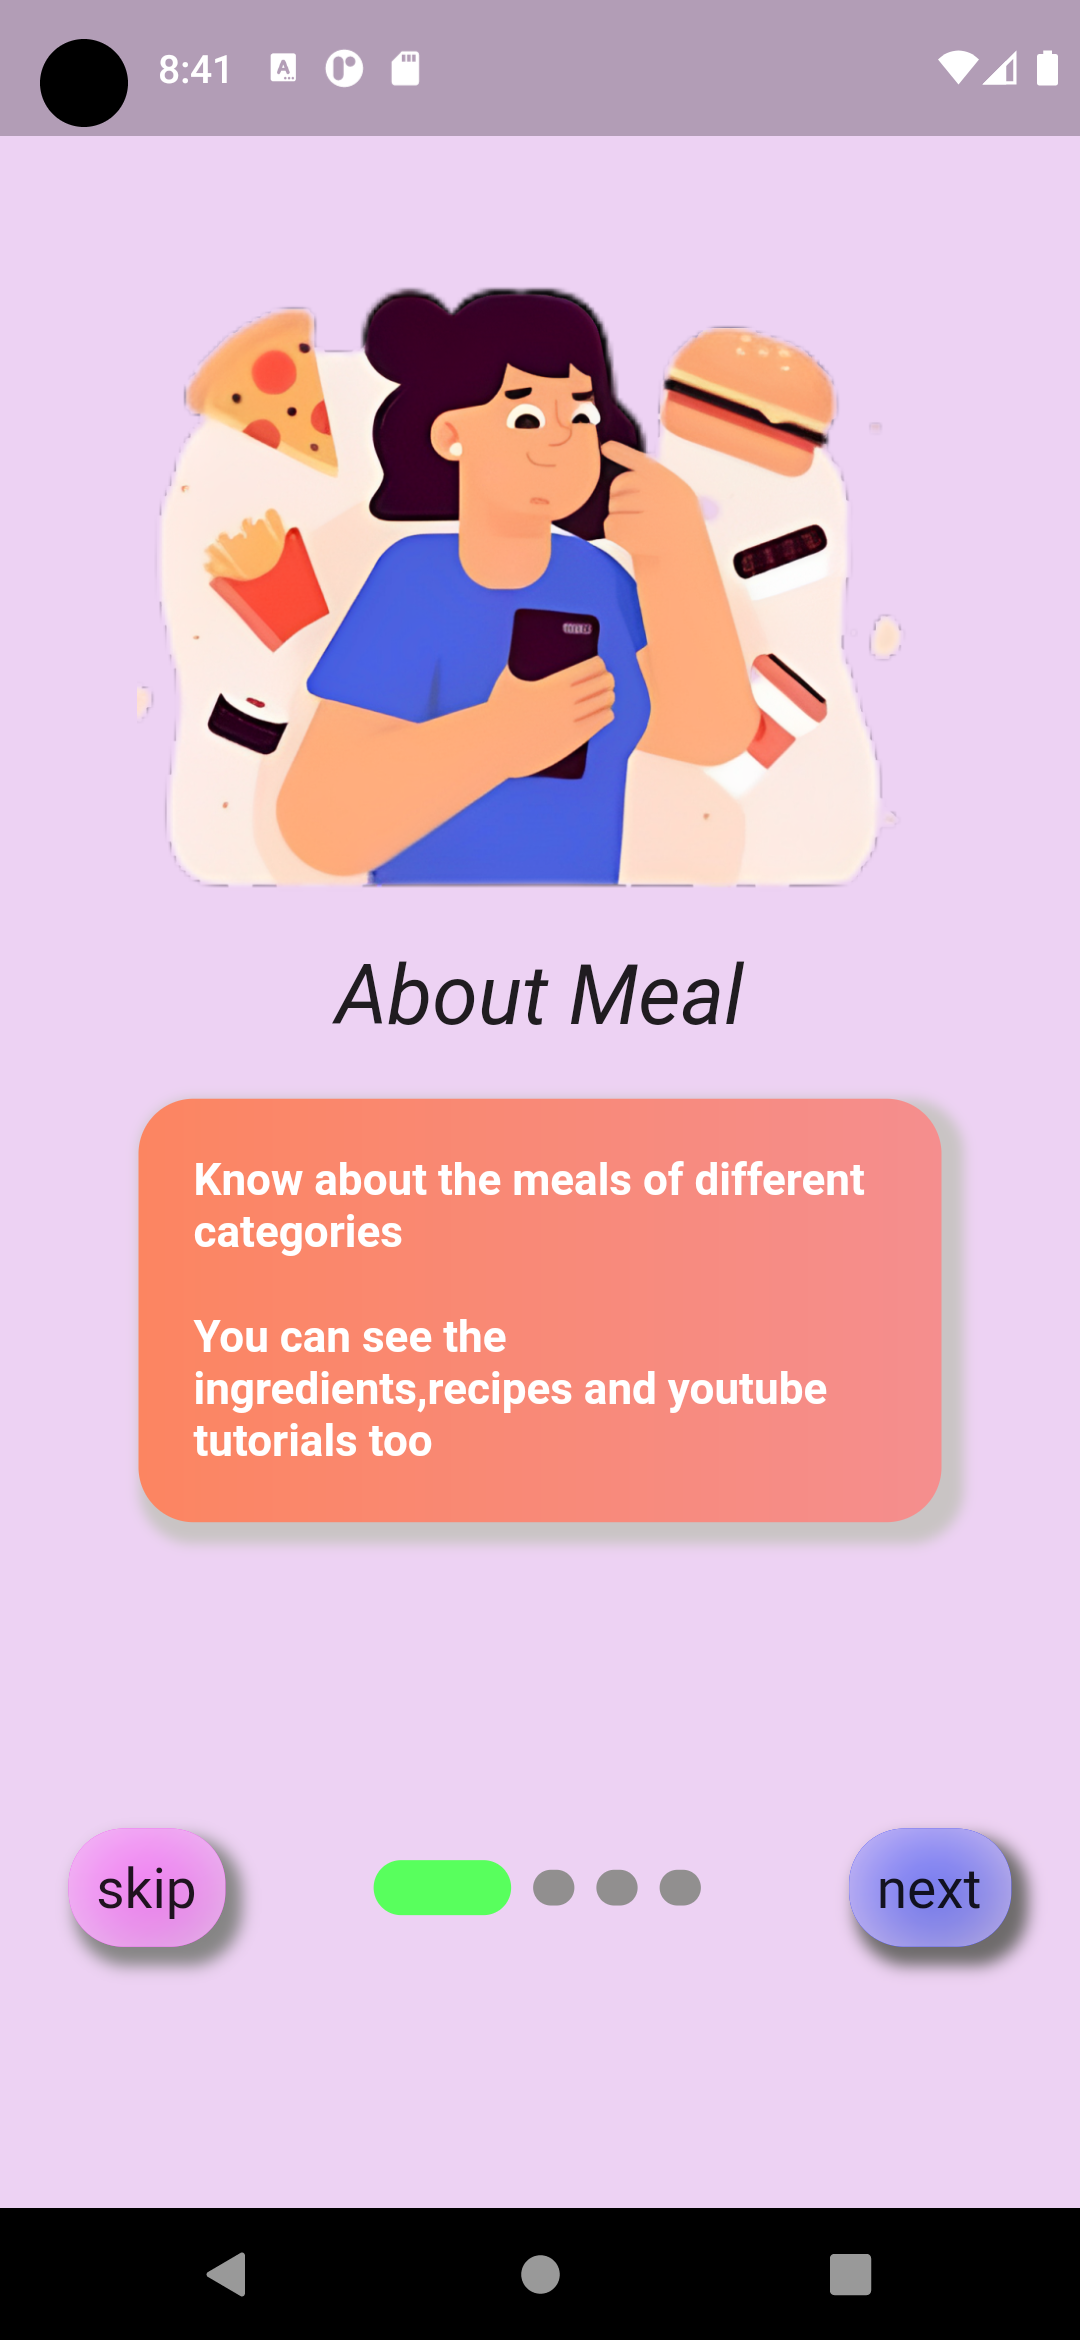 8:41
About Meal
Know about the meals of different
categories
You can see the
ingredients,recipes and youtube
tutorials too
skip
next